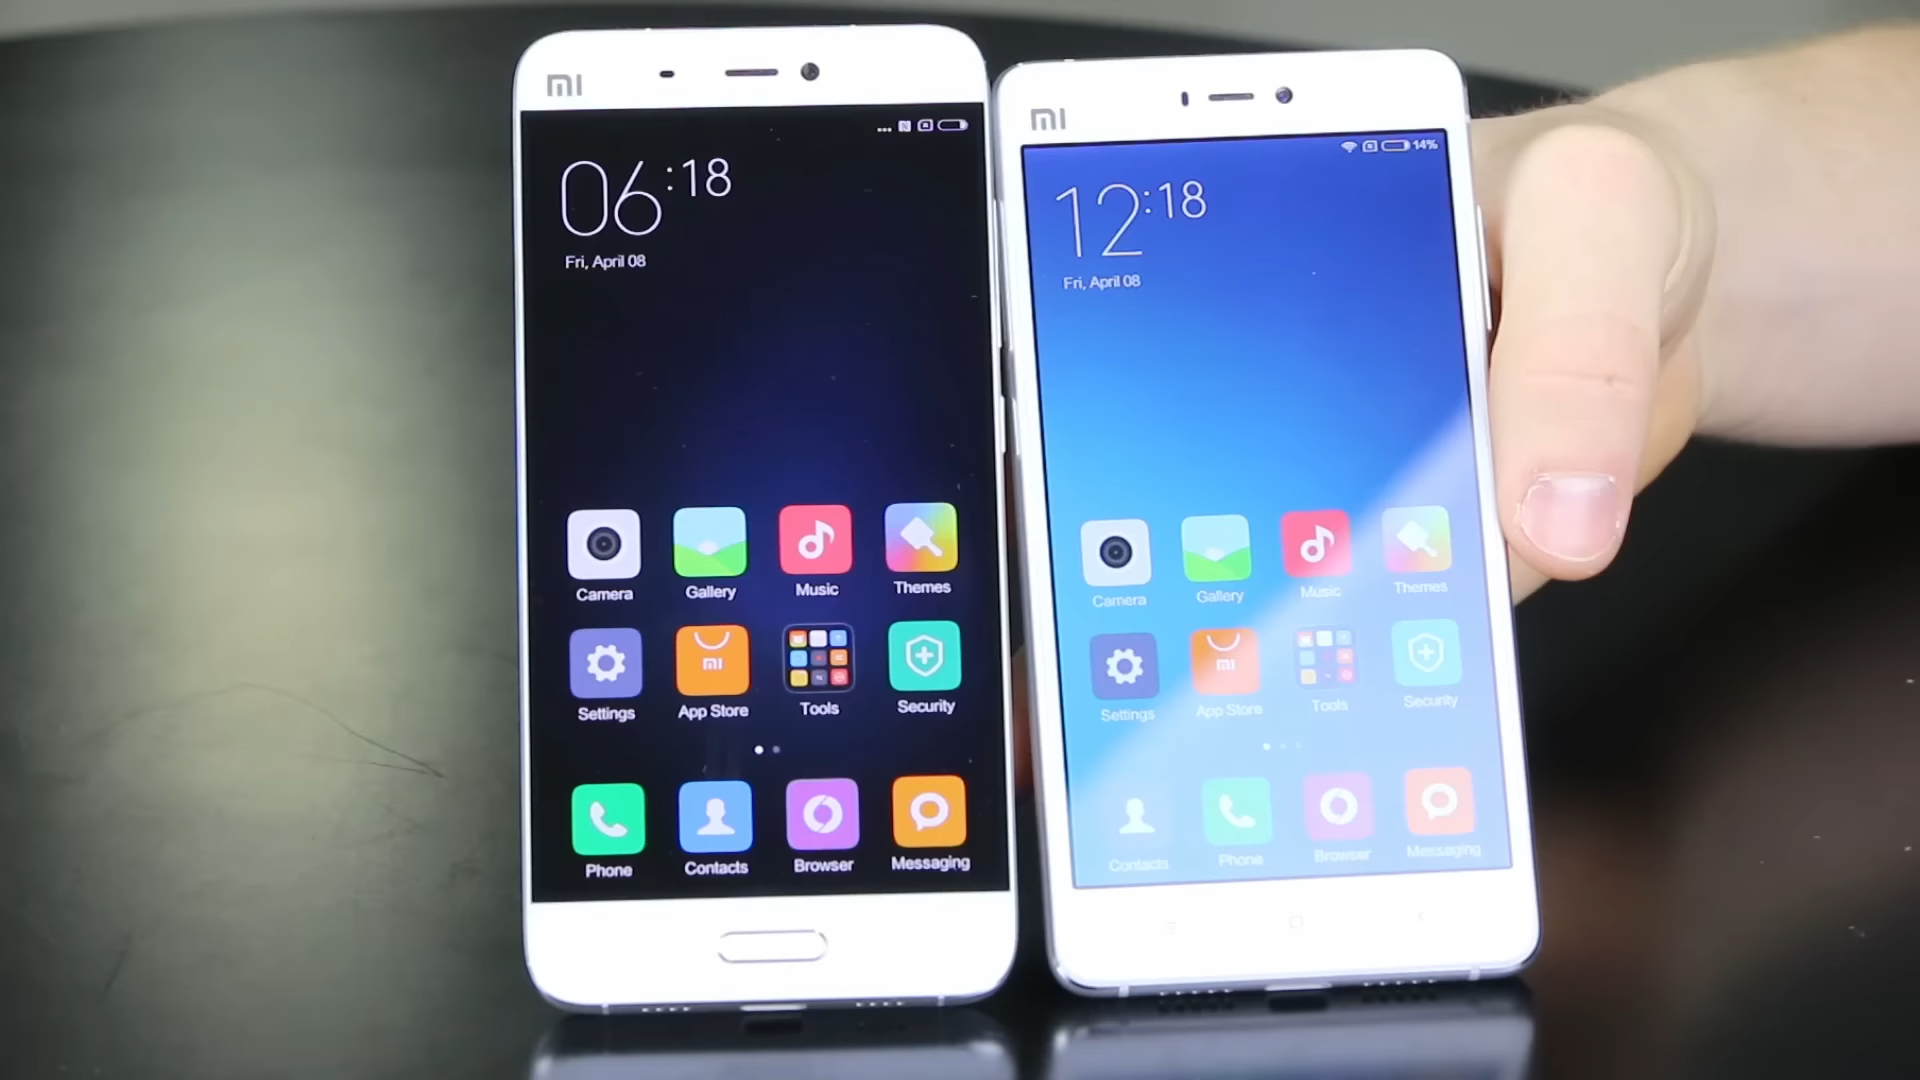 MI
06:18
Fri, April 08
Camera Gallery Music Themes
mi
Settings App Store Tools Security
Phone Contacts Browser Messaging
MI
14%
12:18
Fri, April 08
Camera Gallery Music Themes
mi
Settings App Store Tools Security
Contacts Phone Browser Messaging